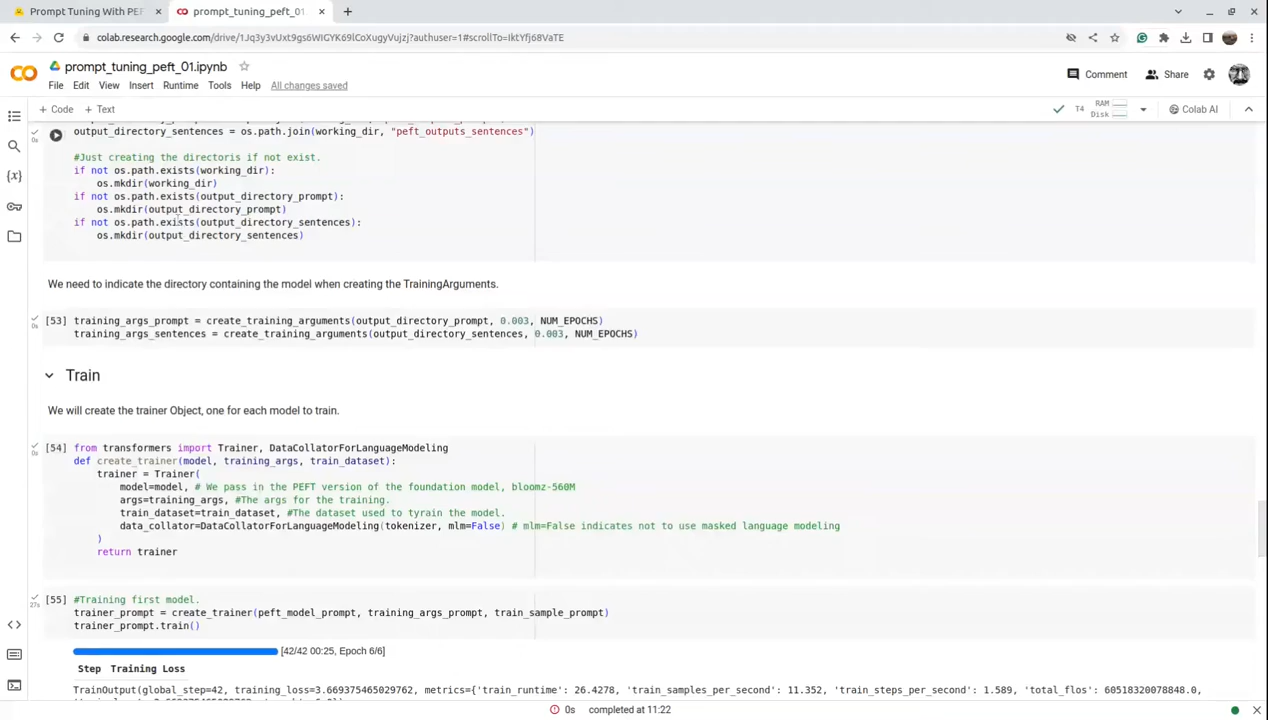 Prompt Tuning With PEF
prompt_tuning_peft_01
colab.research.google.com/drive/1Jq3y3vUxt9gs6WIGYK69lCoXugyVujzj?authuser=1#scrollTo=IktYfj68VaTE
prompt_tuning_peft_01.ipynb
Comment
Share
File Edit View Insert Runtime Tools Help All changes saved
+ Code + Text
T4 RAM Disk
Colab AI
output_directory_sentences = os.path.join(working_dir, "peft_outputs_sentences")
0s
#Just creating the directoris if not exist.
if not os.path.exists(working_dir):
os.mkdir(working_dir)
if not os.path.exists(output_directory_prompt):
os.mkdir(output_directory_prompt)
if not os.path.exists(output_directory_sentences):
os.mkdir(output_directory_sentences)
We need to indicate the directory containing the model when creating the TrainingArguments.
0s
[53] training_args_prompt = create_training_arguments(output_directory_prompt, 0.003, NUM_EPOCHS)
training_args_sentences = create_training_arguments(output_directory_sentences, 0.003, NUM_EPOCHS)
Train
We will create the trainer Object, one for each model to train.
0s
[54] from transformers import Trainer, DataCollatorForLanguageModeling
def create_trainer(model, training_args, train_dataset):
trainer = Trainer(
model=model, # We pass in the PEFT version of the foundation model, bloomz-560M
args=training_args, #The args for the training.
train_dataset=train_dataset, #The dataset used to tyrain the model.
data_collator=DataCollatorForLanguageModeling(tokenizer, mlm=False) # mlm=False indicates not to use masked language modeling
)
return trainer
27s
[55] #Training first model.
trainer_prompt = create_trainer(peft_model_prompt, training_args_prompt, train_sample_prompt)
trainer_prompt.train()
[42/42 00:25, Epoch 6/6]
Step Training Loss
TrainOutput(global_step=42, training_loss=3.669375465029762, metrics={'train_runtime': 26.4278, 'train_samples_per_second': 11.352, 'train_steps_per_second': 1.589, 'total_flos': 60518320078848.0,
0s completed at 11:22